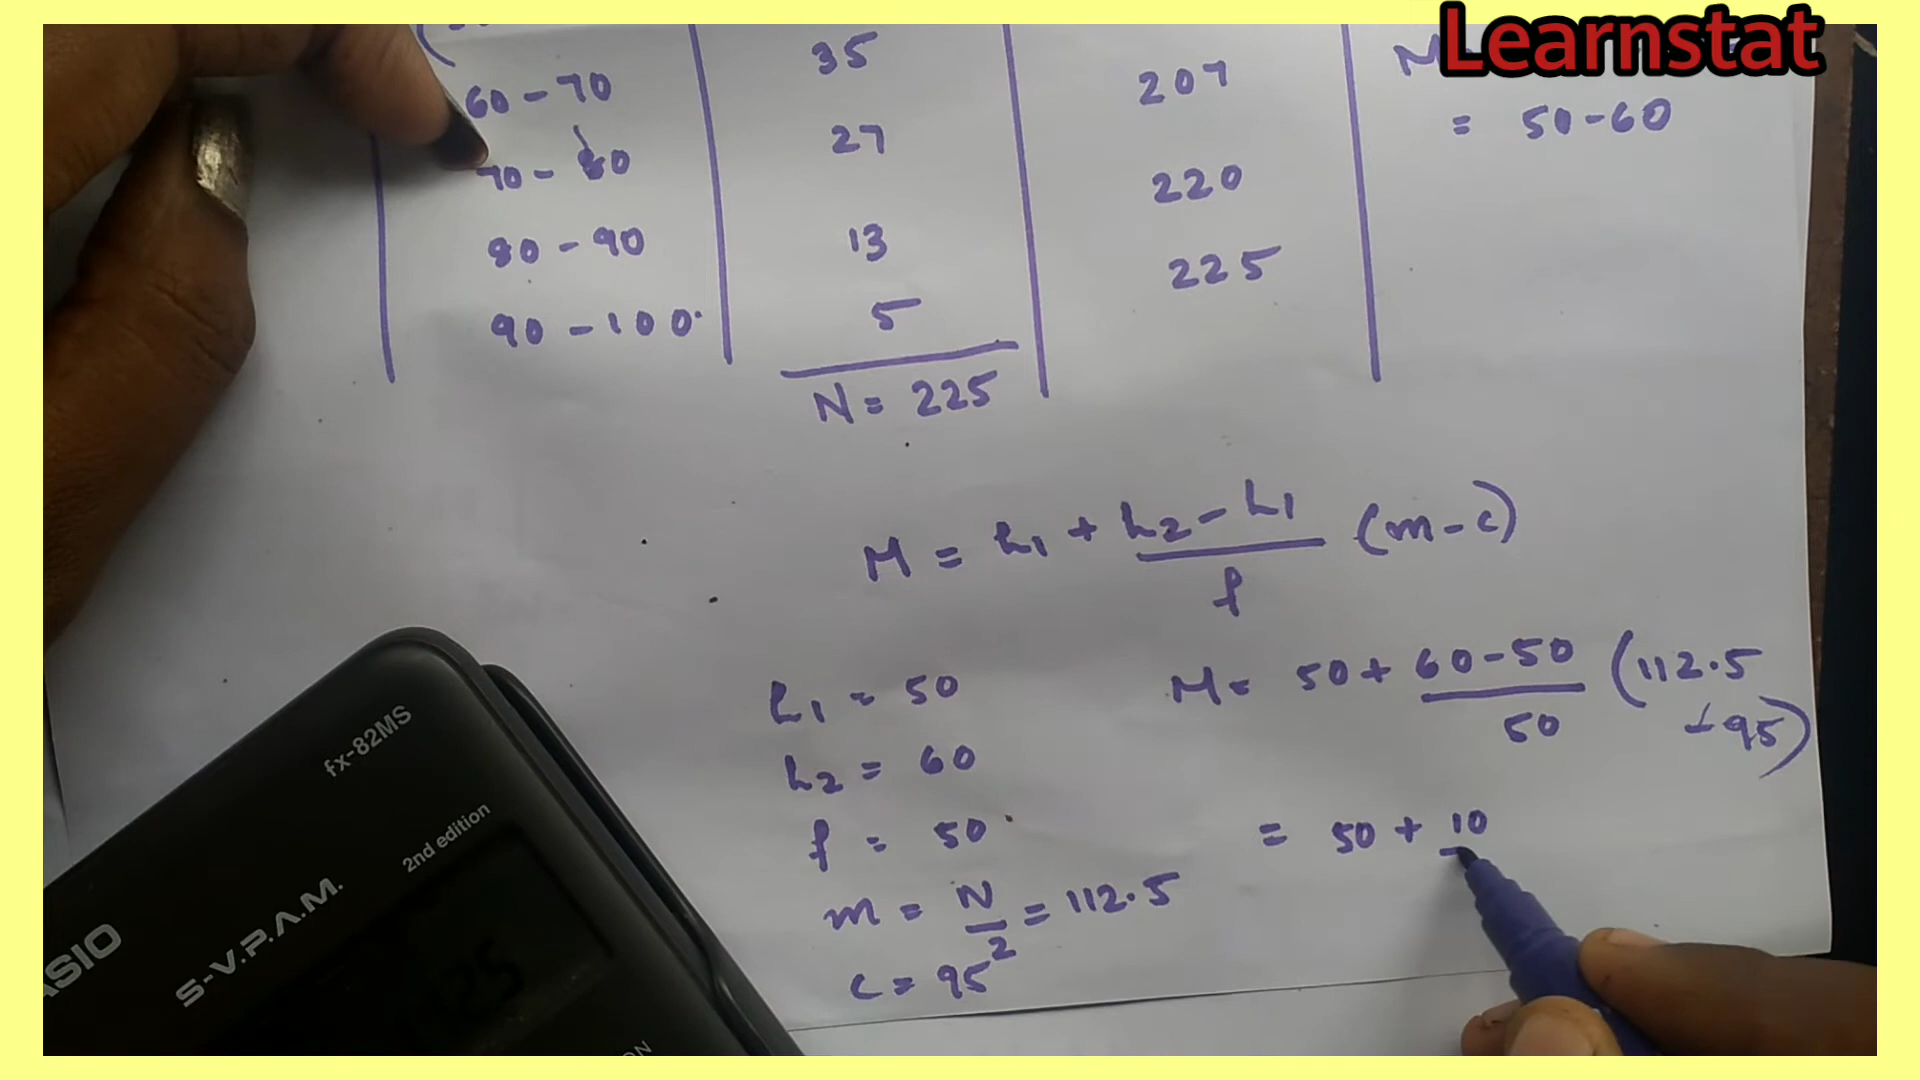 Learnstat
35
60-70 207
= 50-60
27
70-80 220
80-90 13 225
90-100 5
N= 225
M = L1 + L2 - L1 (m-c)
f
L1 = 50 M= 50+ 60-50 (112.5
50 -95)
L2 = 60
f = 50 = 50+ 10
m = N = 112.5
2
c = 95
fx-82MS
2nd edition
S-V.P.A.M.
ASIO